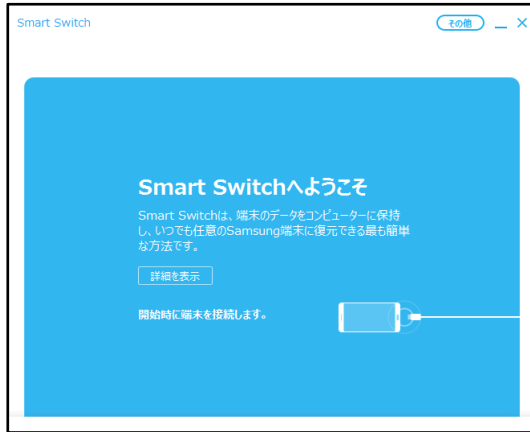 Smart Switch
その他
Smart Switchへようこそ
Smart Switchは、端末のデータをコンピューターに保持
し、いつでも任意のSamsung端末に復元できる最も簡単
な方法です。
詳細を表示
開始時に端末を接続します。